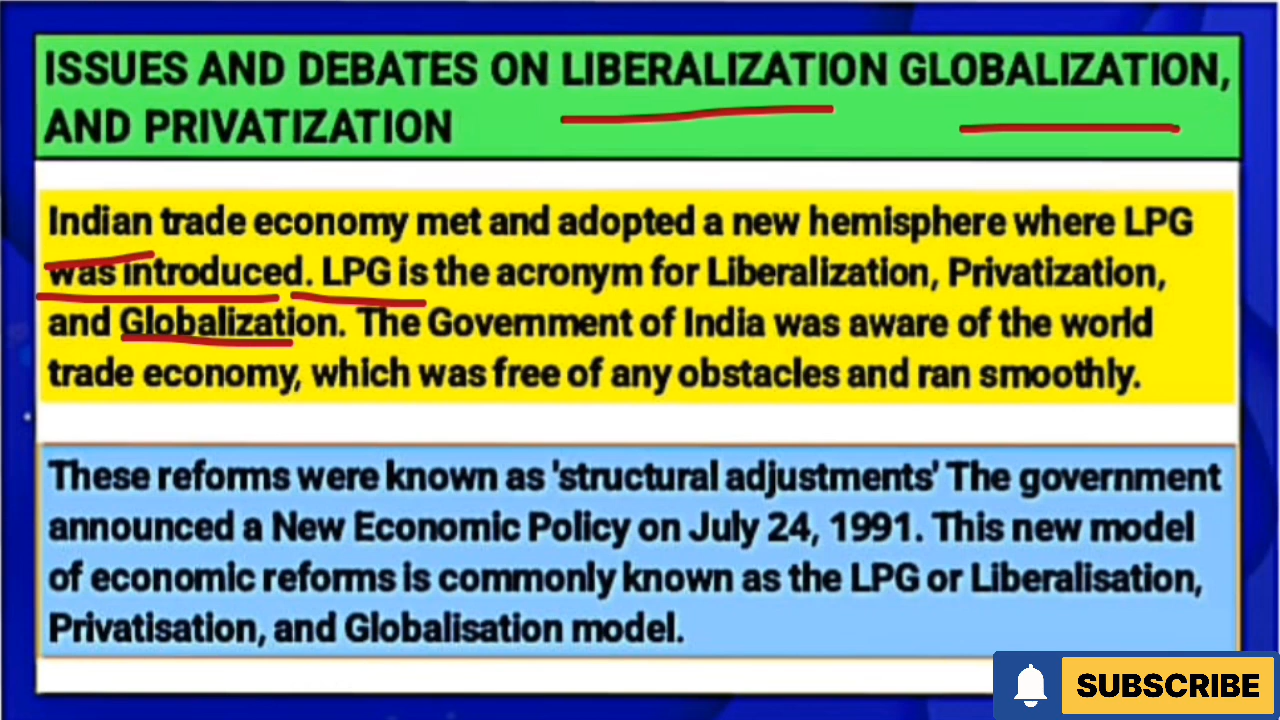 ISSUES AND DEBATES ON LIBERALIZATION GLOBALIZATION,
AND PRIVATIZATION
Indian trade economy met and adopted a new hemisphere where LPG
was introduced. LPG is the acronym for Liberalization, Privatization,
and Globalization. The Government of India was aware of the world
trade economy, which was free of any obstacles and ran smoothly.
These reforms were known as 'structural adjustments' The government
announced a New Economic Policy on July 24, 1991. This new model
of economic reforms is commonly known as the LPG or Liberalisation,
Privatisation, and Globalisation model.
SUBSCRIBE